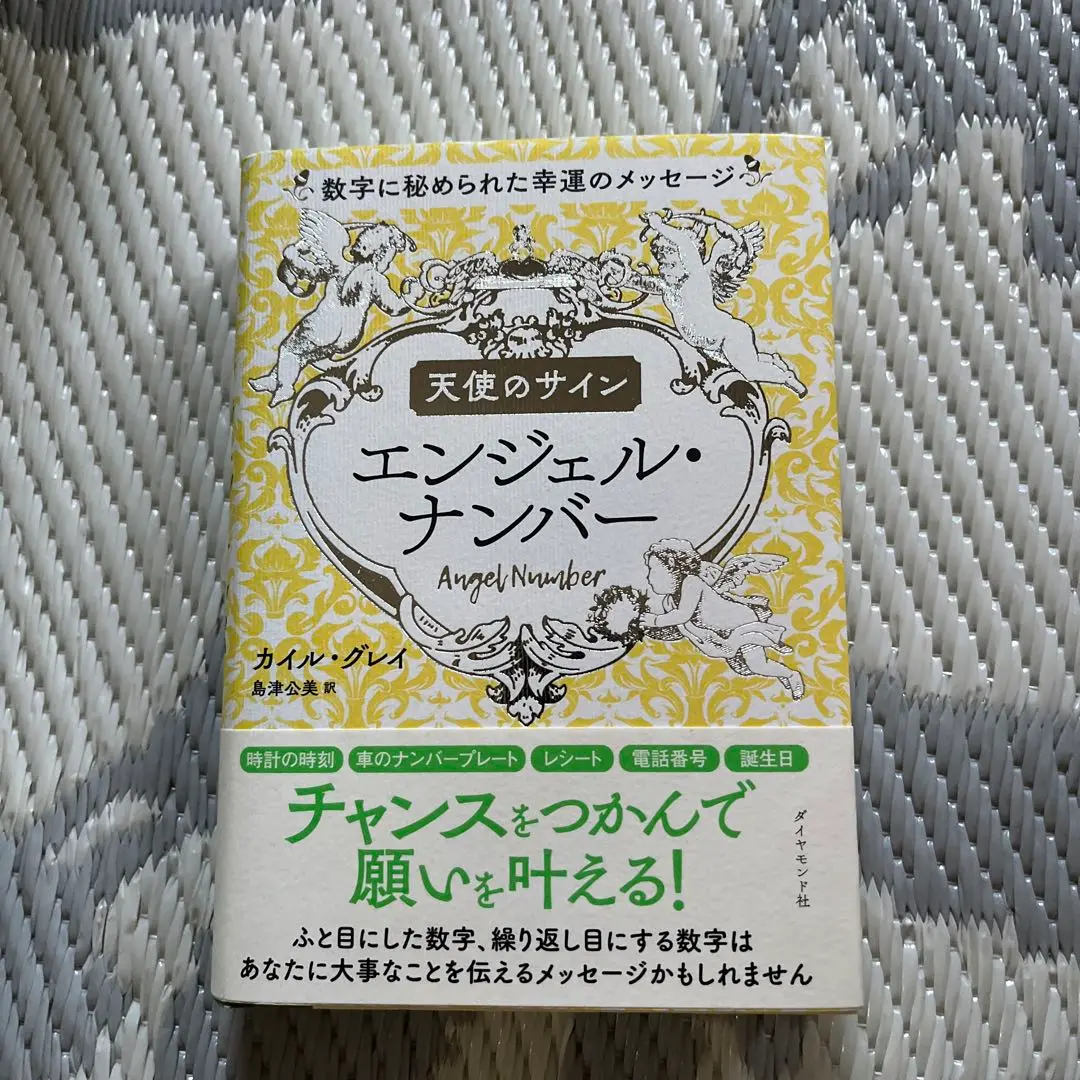 数字に秘められた幸運のメッセージ
天使のサイン
エンジェル・
ナンバー
Angel Number
カイル・グレイ
島津公美 訳
時計の時刻 車のナンバープレート レシート 電話番号 誕生日
チャンスをつかんで
願いを叶える!
ダイヤモンド社
ふと目にした数字、繰り返し目にする数字は
あなたに大事なことを伝えるメッセージかもしれません